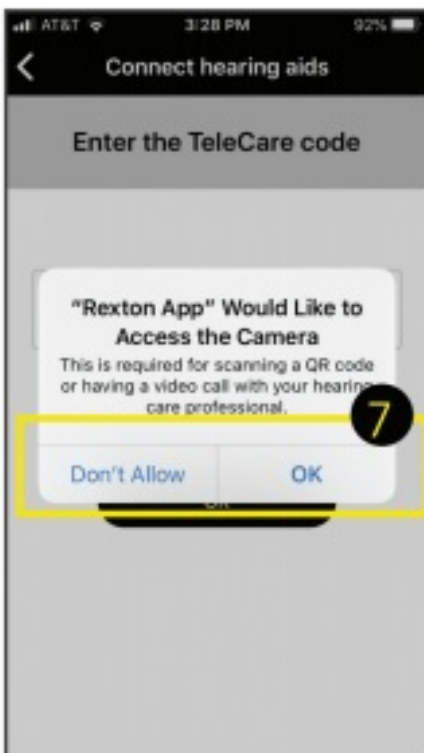 AT&T 3:28 PM 92%
Connect hearing aids
Enter the TeleCare code
"Rexton App" Would Like to
Access the Camera
This is required for scanning a QR code
or having a video call with your hearing
care professional.
7
Don't Allow OK
OK